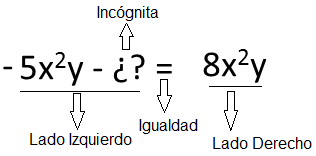 Incógnita
- 5x²y - ¿? = 8x²y
Igualdad
Lado Izquierdo
Lado Derecho